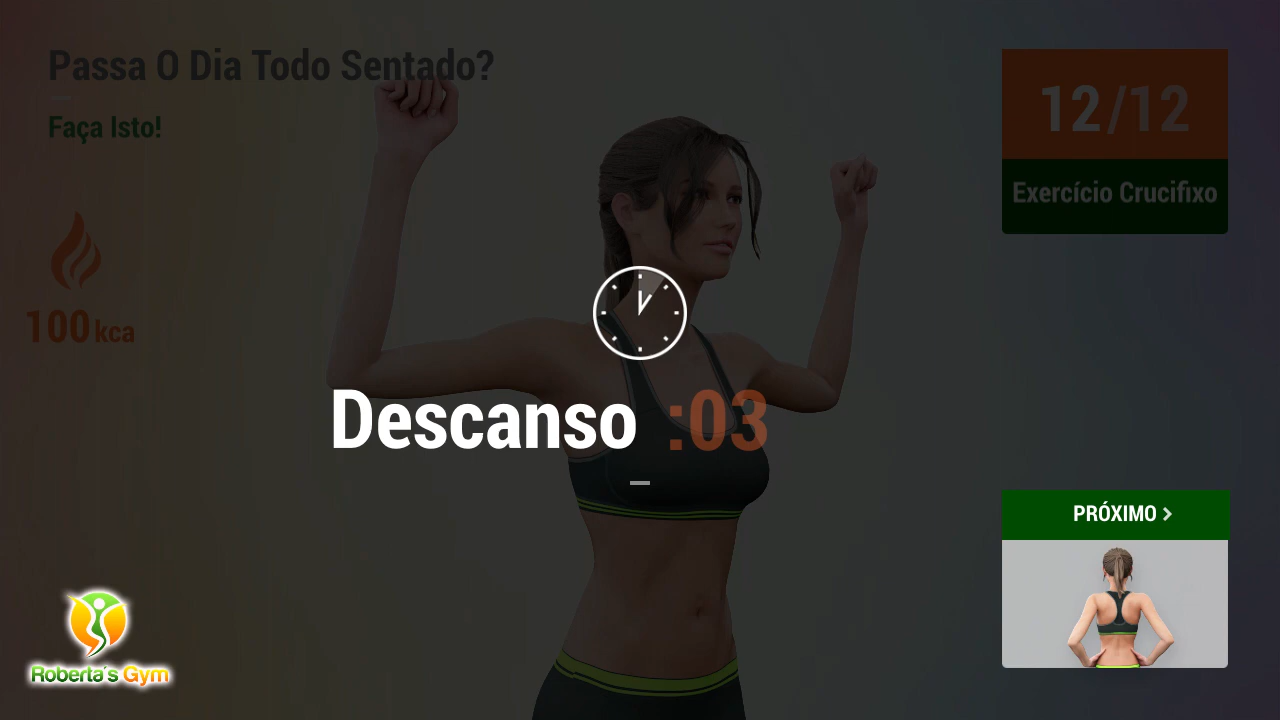 Passa O Dia Todo Sentado?
Faça Isto!
12/12
Exercício Crucifixo
100 kca
Descanso :03
PRÓXIMO >
Roberta's Gym